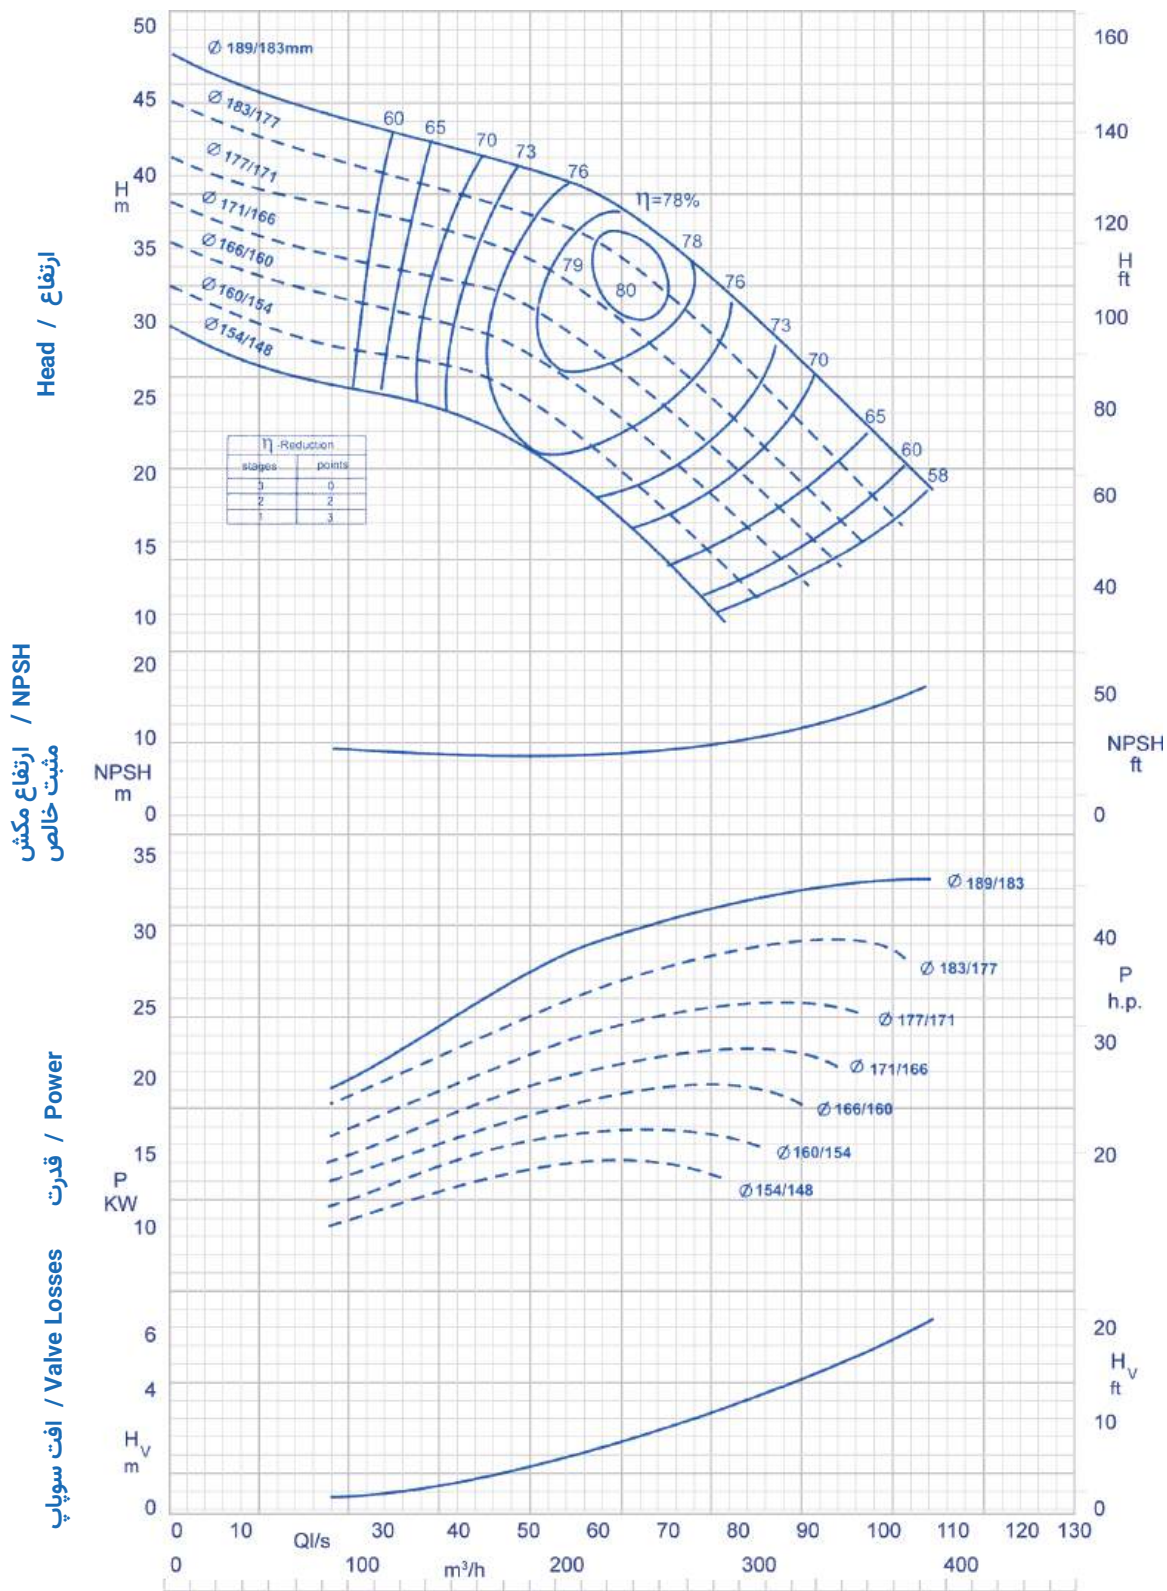 50
160
Ø 189/183mm
45
Ø 183/177
60
65
70
73
140
Ø 177/171
76
40
H
m
η=78%
Ø 171/166
120
78
35
Ø 166/160
79
H
ft
76
80
Ø 160/154
30
73
100
Ø 154/148
70
25
80
65
η -Reduction
stages points
3 0
2 2
1 3
60
58
20
60
15
40
10
Head / ارتفاع
20
50
10
NPSH
m
NPSH
ft
0
0
NPSH / ارتفاع مکش
مثبت خالص
35
Ø 189/183
30
40
Ø 183/177
P
h.p.
25
Ø 177/171
30
20
Ø 171/166
Ø 166/160
15
Ø 160/154
20
P
KW
Ø 154/148
10
Power / قدرت
6
20
H
V
ft
4
10
H
V
m
0
0
Valve Losses / افت سوپاپ
0 10 Ql/s 30 40 50 60 70 80 90 100 110 120 130
0 100 m³/h 200 300 400